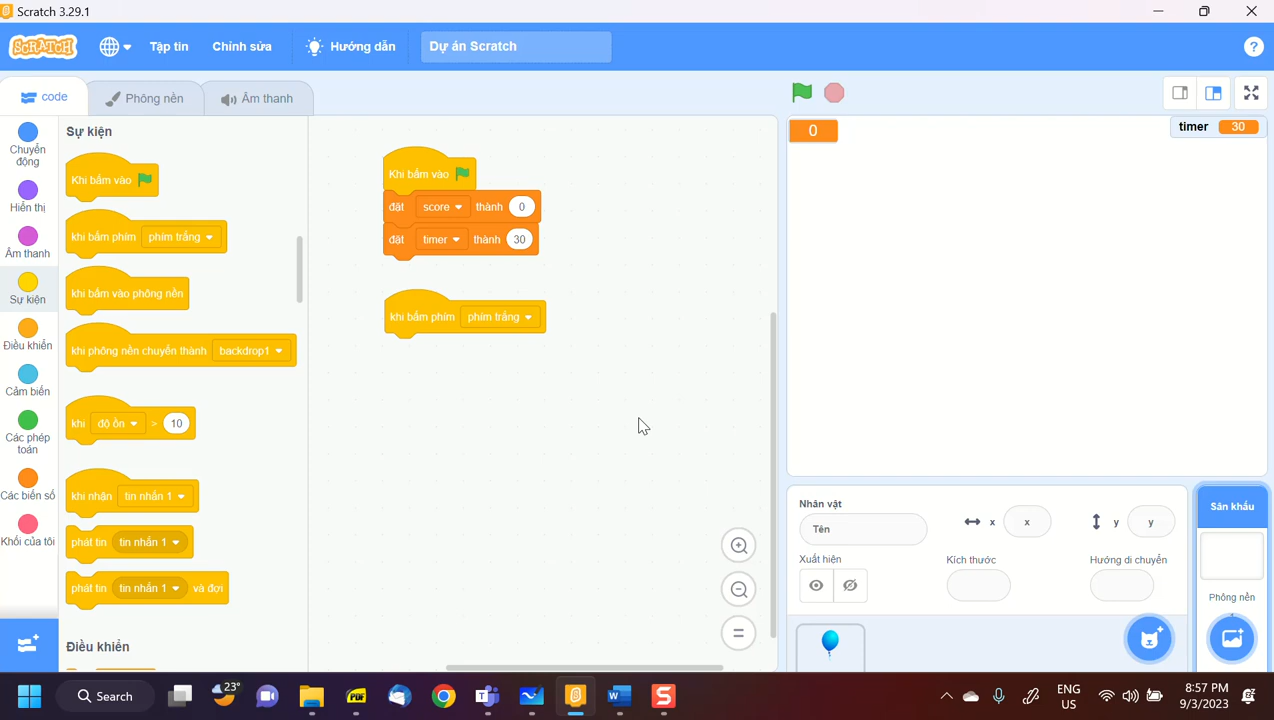 Scratch 3.29.1
SCRATCH
Tập tin
Chỉnh sửa
Hướng dẫn
Dự án Scratch
?
code
Phông nền
Âm thanh
Chuyển động
Hiển thị
Âm thanh
Sự kiện
Điều khiển
Cảm biến
Các phép toán
Các biến số
Khối của tôi
Sự kiện
Khi bấm vào
khi bấm phím phím trắng
khi bấm vào phông nền
khi phông nền chuyển thành backdrop1
khi độ ồn > 10
khi nhận tin nhắn 1
phát tin tin nhắn 1
phát tin tin nhắn 1 và đợi
Điều khiển
Khi bấm vào
đặt score thành 0
đặt timer thành 30
khi bấm phím phím trắng
0
timer 30
Nhân vật
Tên
x x
y y
Xuất hiện
Kích thước
Hướng di chuyển
Sân khấu
Phông nền
Search
23°
PDF
W
S
ENG
US
8:57 PM
9/3/2023